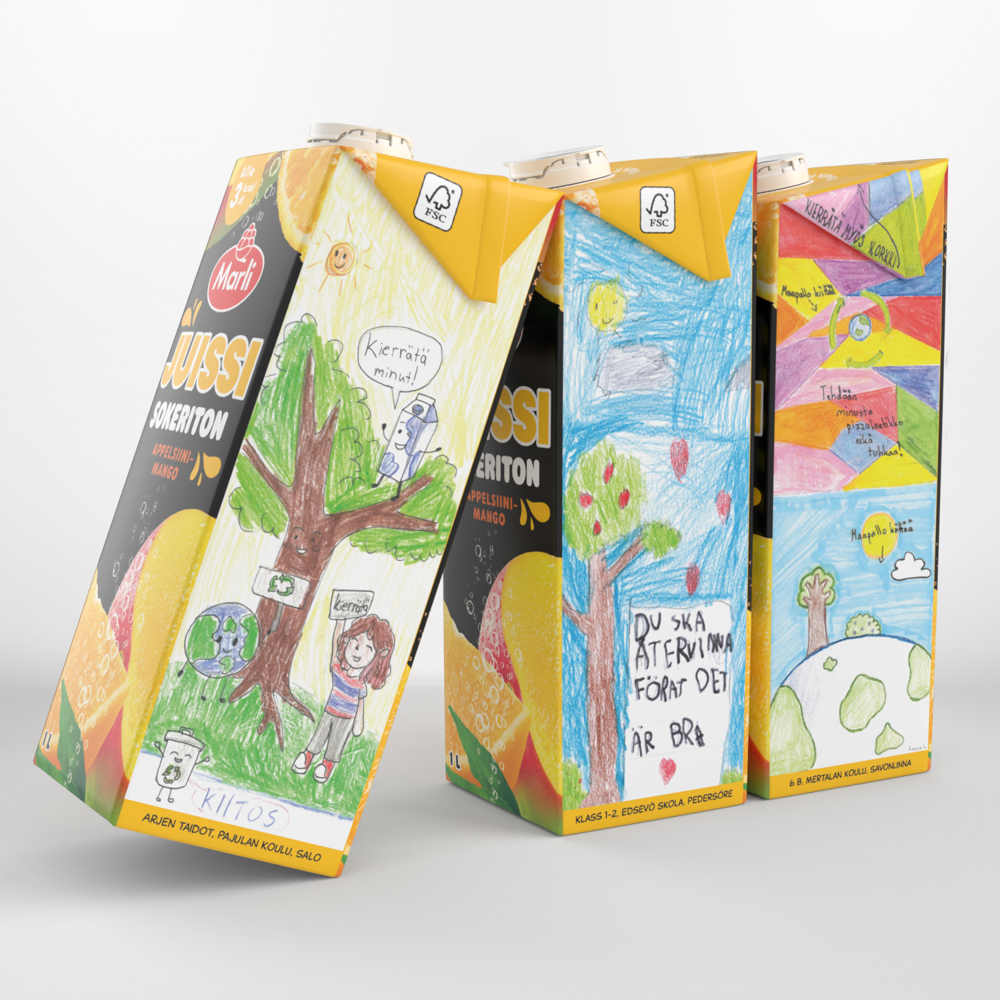 Alle
3 kcal/
dl
Marli
JUISSI
SOKERITON
APPELSIINI-
MANGO
1L
FSC
Kierrätä
minut!
Kierrätä
KIITOS
ARJEN TAIDOT, PAJULAN KOULU, SALO
SSI
ERITON
APPELSIINI-
MANGO
1L
FSC
DU SKA
ÅTERVINNA
FÖRAT DET
ÄR BRA
KLASS 1-2, EDSEVÖ SKOLA, PEDERSÖRE
KIERRÄTÄ MYÖS KORKKI
Maapallo kiittää
Tehdään
minusta
pizzalaatikko
eikä
tuhkaa!
Maapallo kiittää
6 B, MERTALAN KOULU, SAVONLINNA